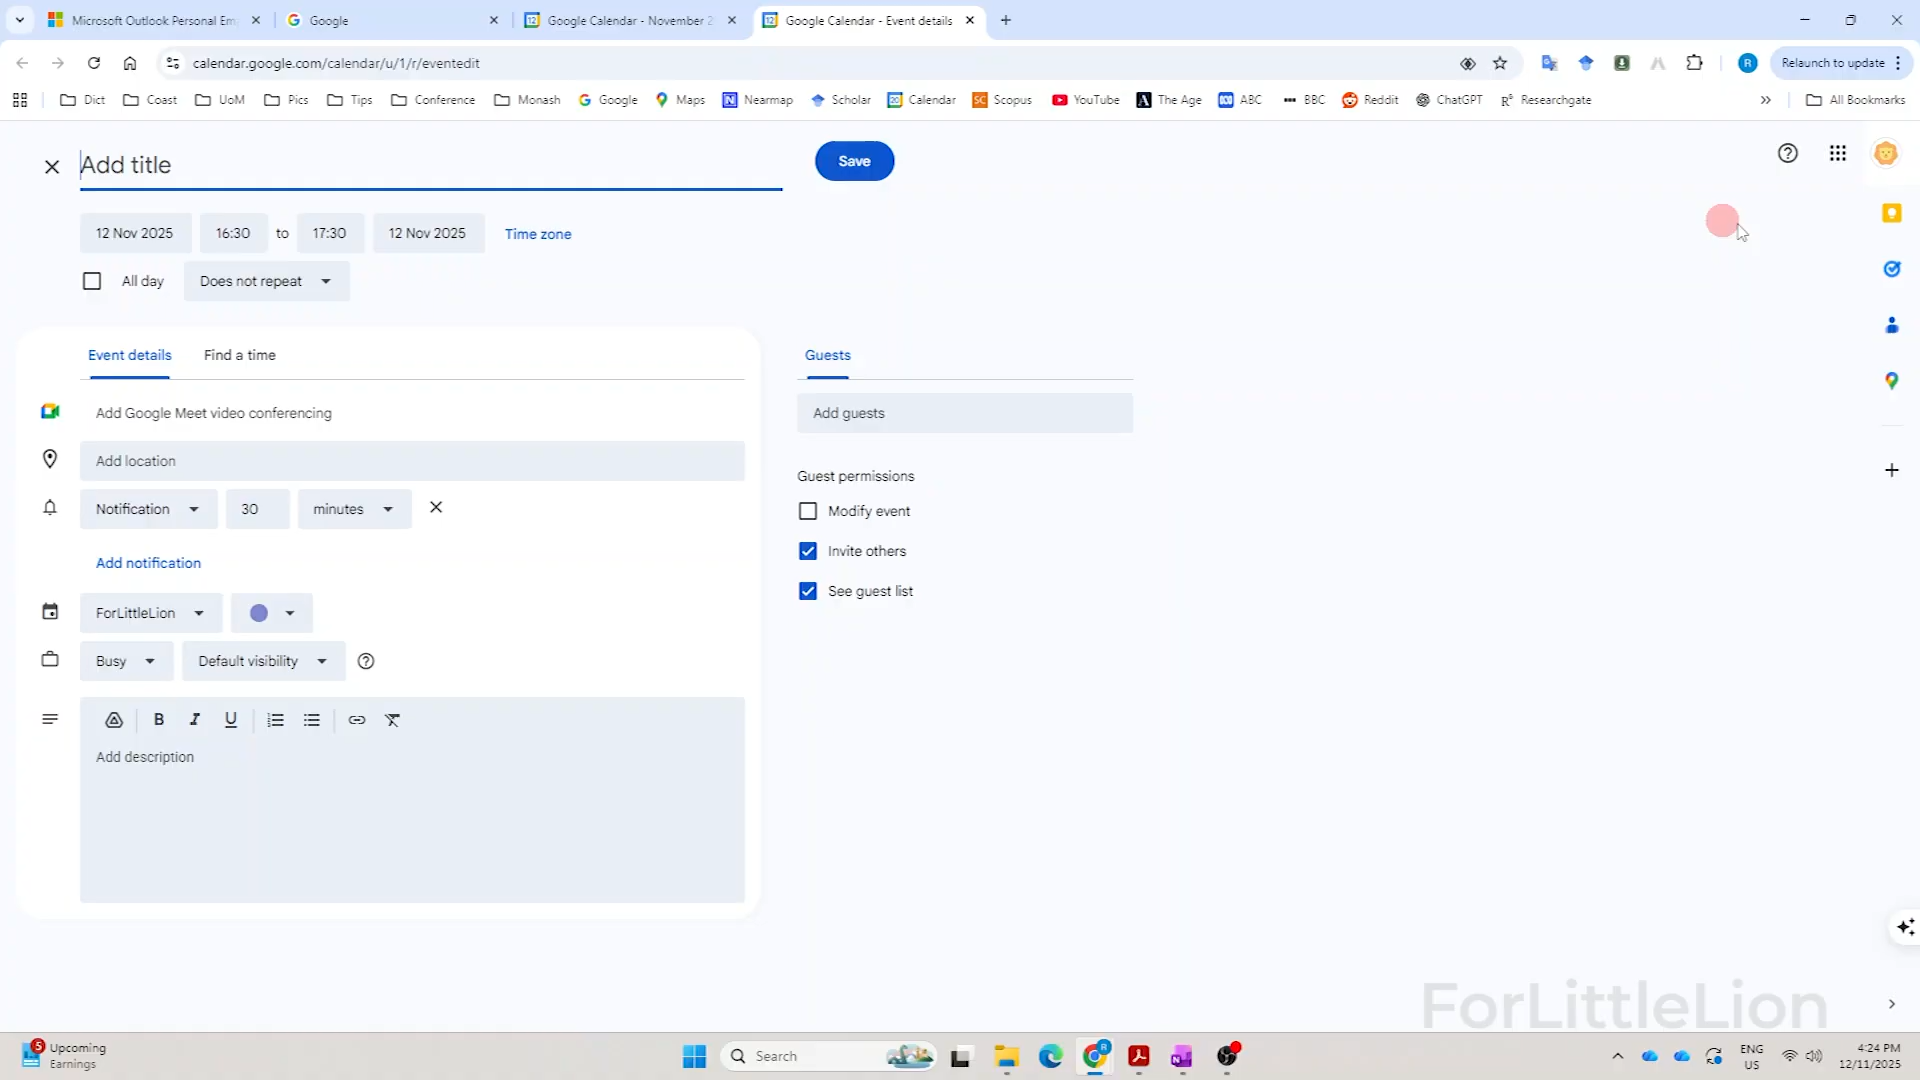 Microsoft Outlook Personal Em
Google
Google Calendar - November 2
Google Calendar - Event details
calendar.google.com/calendar/u/1/r/eventedit
R
Relaunch to update
Dict
Coast
UoM
Pics
Tips
Conference
Monash
Google
Maps
Nearmap
Scholar
Calendar
Scopus
YouTube
The Age
ABC
BBC
Reddit
ChatGPT
Researchgate
All Bookmarks
Add title
Save
12 Nov 2025
16:30
to
17:30
12 Nov 2025
Time zone
All day
Does not repeat
Event details
Find a time
Guests
Add Google Meet video conferencing
Add guests
Add location
Guest permissions
Notification
30
minutes
Modify event
Invite others
Add notification
See guest list
ForLittleLion
Busy
Default visibility
B I U
Add description
ForLittleLion
5
Upcoming
Earnings
Search
ENG
US
4:24 PM
12/11/2025